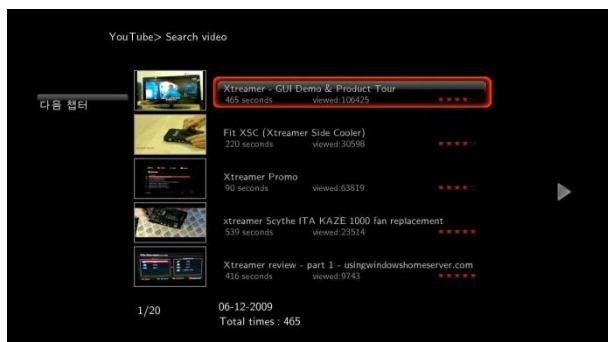 YouTube> Search video
다음 챕터
Xtreamer - GUI Demo & Product Tour
465 seconds viewed:106425
Fit XSC (Xtreamer Side Cooler)
220 seconds viewed:30598
Xtreamer Promo
90 seconds viewed:63819
xtreamer Scythe ITA KAZE 1000 fan replacement
539 seconds viewed:23514
Xtreamer review - part 1 - usingwindowshomeserver.com
416 seconds viewed:9743
1/20
06-12-2009
Total times : 465